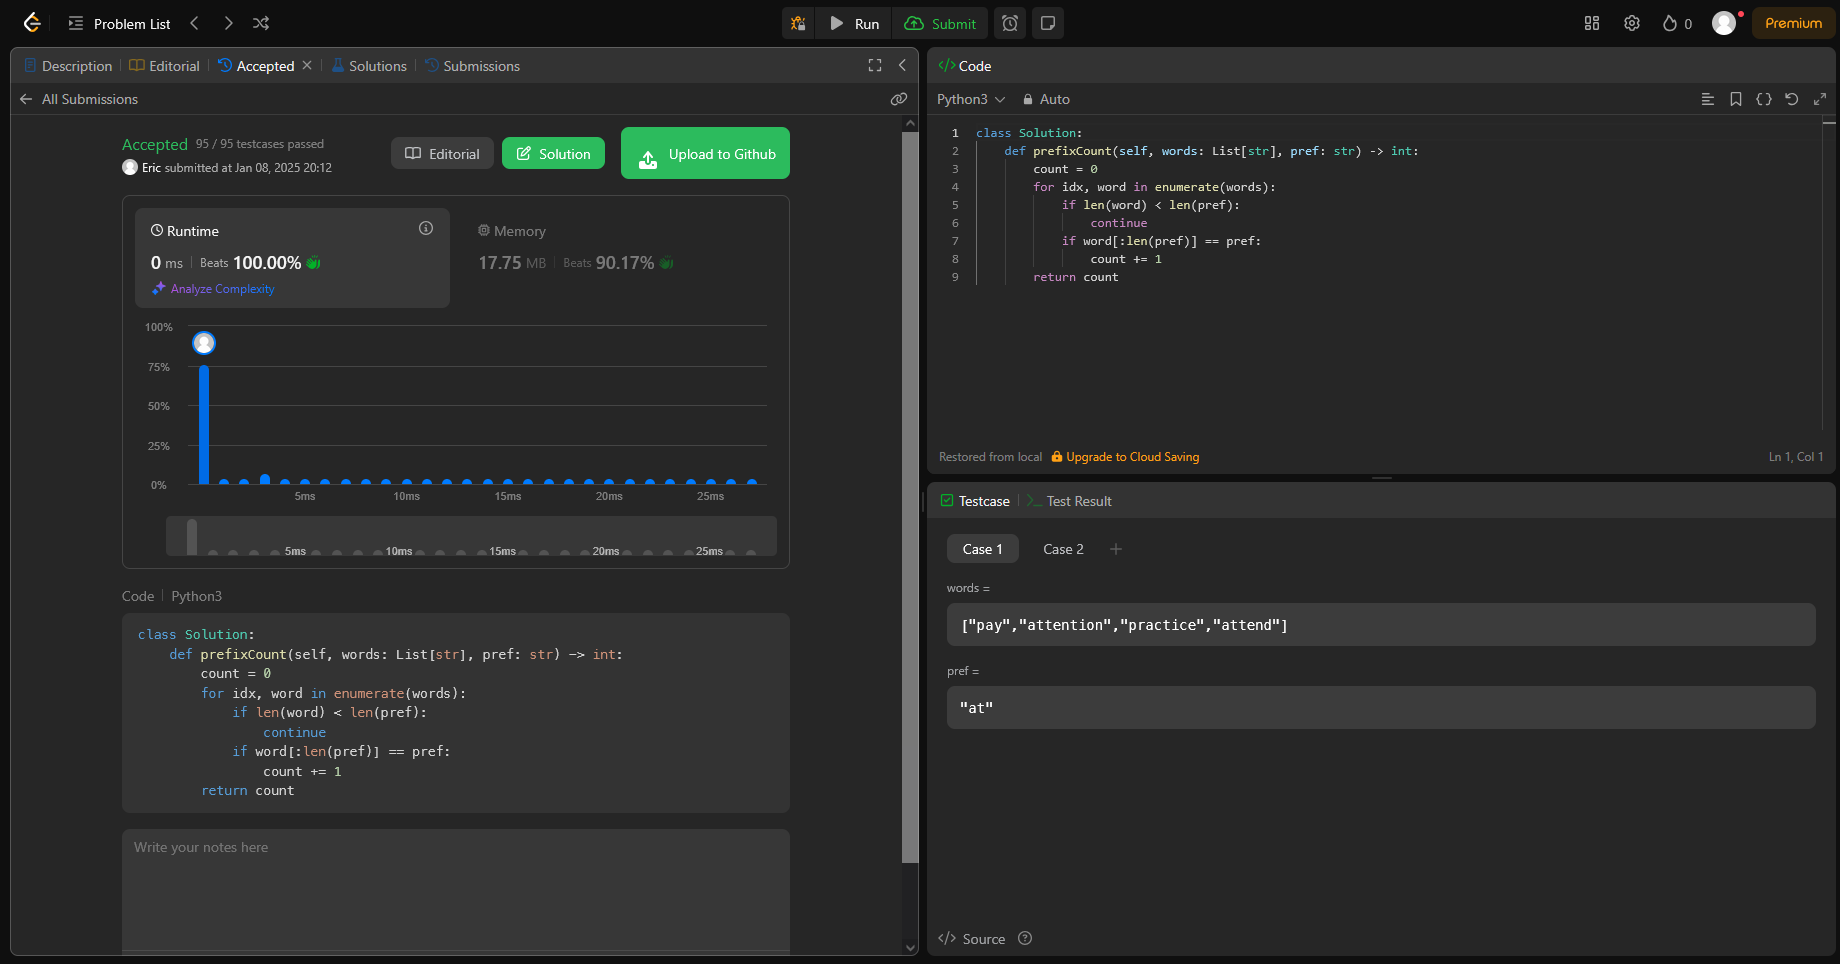 Problem List
Run
Submit
0
Premium
Description
Editorial
Accepted
Solutions
Submissions
All Submissions
Accepted 95 / 95 testcases passed
Eric submitted at Jan 08, 2025 20:12
Editorial
Solution
Upload to Github
Runtime
0 ms Beats 100.00%
Analyze Complexity
Memory
17.75 MB Beats 90.17%
100%
75%
50%
25%
0%
5ms 10ms 15ms 20ms 25ms
5ms 10ms 15ms 20ms 25ms
Code Python3
class Solution:
    def prefixCount(self, words: List[str], pref: str) -> int:
        count = 0
        for idx, word in enumerate(words):
            if len(word) < len(pref):
                continue
            if word[:len(pref)] == pref:
                count += 1
        return count
Write your notes here
</> Code
Python3
Auto
1 class Solution:
2     def prefixCount(self, words: List[str], pref: str) -> int:
3         count = 0
4         for idx, word in enumerate(words):
5             if len(word) < len(pref):
6                 continue
7             if word[:len(pref)] == pref:
8                 count += 1
9         return count
Restored from local
Upgrade to Cloud Saving
Ln 1, Col 1
Testcase
Test Result
Case 1
Case 2
words =
["pay","attention","practice","attend"]
pref =
"at"
</> Source